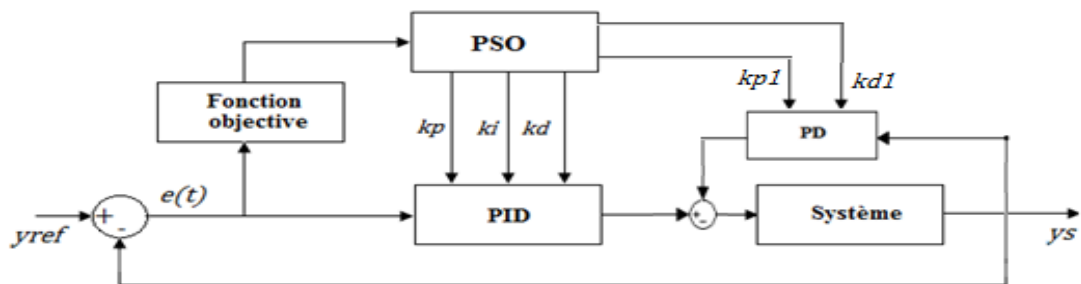 PSO
kp1
kd1
Fonction
objective
kp
ki
kd
PD
e(t)
+
-
yref
PID
+
-
Système
ys